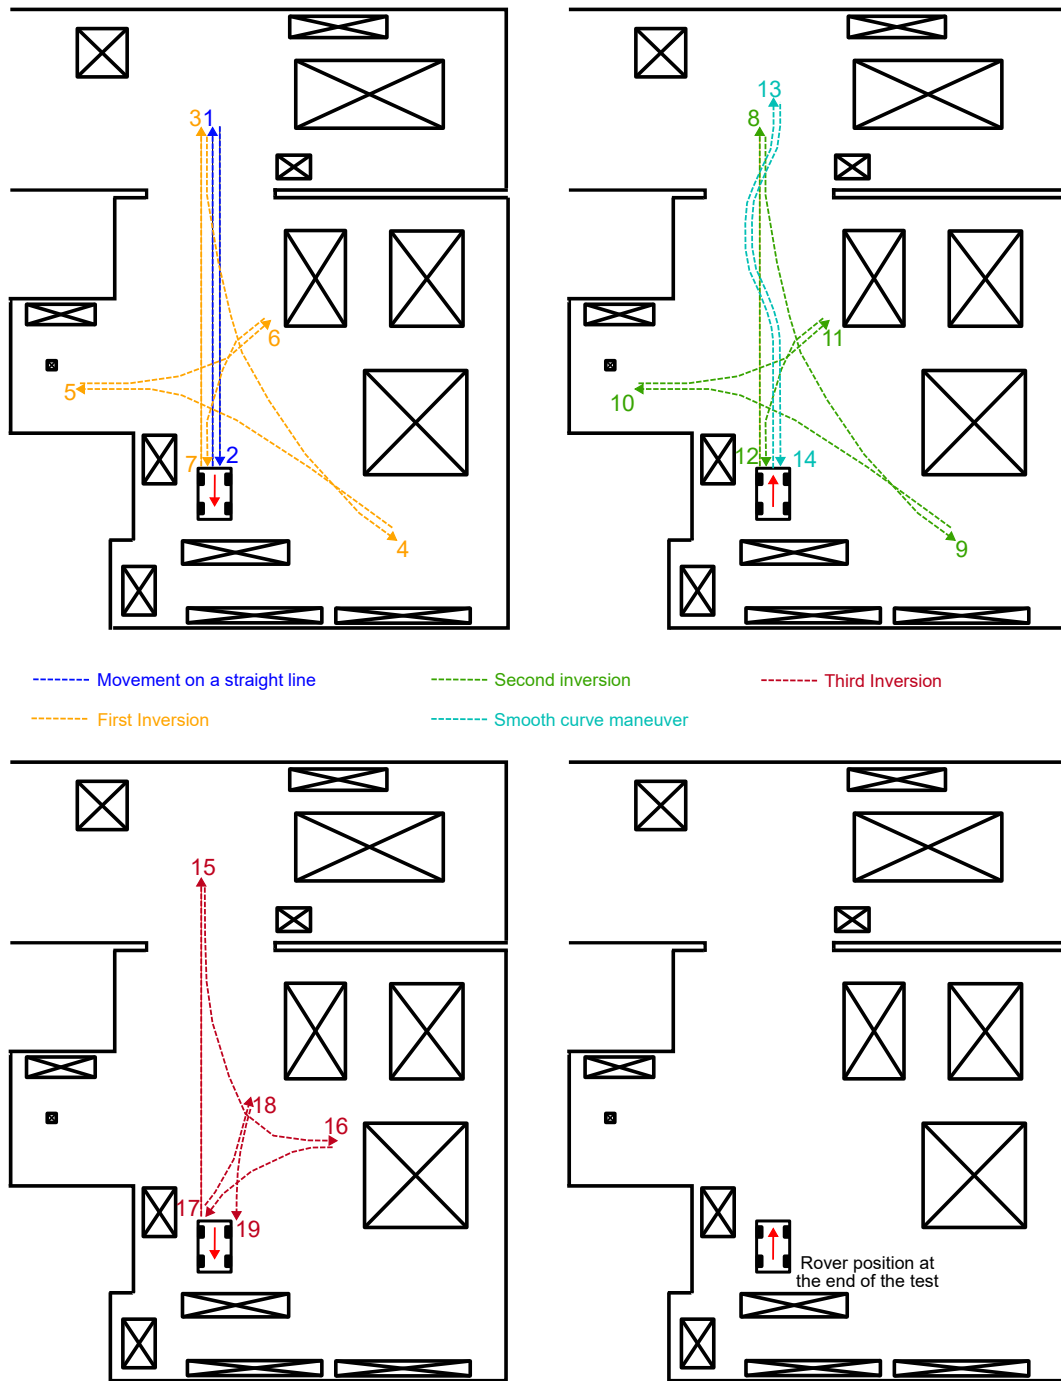 3 1
6
5
7 2
4
13
8
11
10
12 14
9
Movement on a straight line
Second inversion
Third Inversion
First Inversion
Smooth curve maneuver
15
18
16
17
19
Rover position at
the end of the test